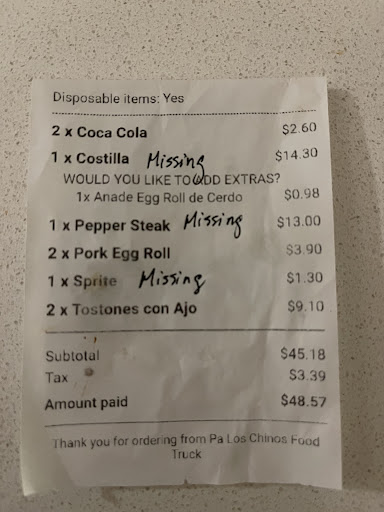 Disposable items: Yes
2 x Coca Cola $2.60
1 x Costilla Missing $14.30
WOULD YOU LIKE TO ADD EXTRAS?
1x Anade Egg Roll de Cerdo $0.98
1 x Pepper Steak Missing $13.00
2 x Pork Egg Roll $3.90
1 x Sprite Missing $1.30
2 x Tostones con Ajo $9.10
Subtotal $45.18
Tax $3.39
Amount paid $48.57
Thank you for ordering from Pa Los Chinos Food
Truck